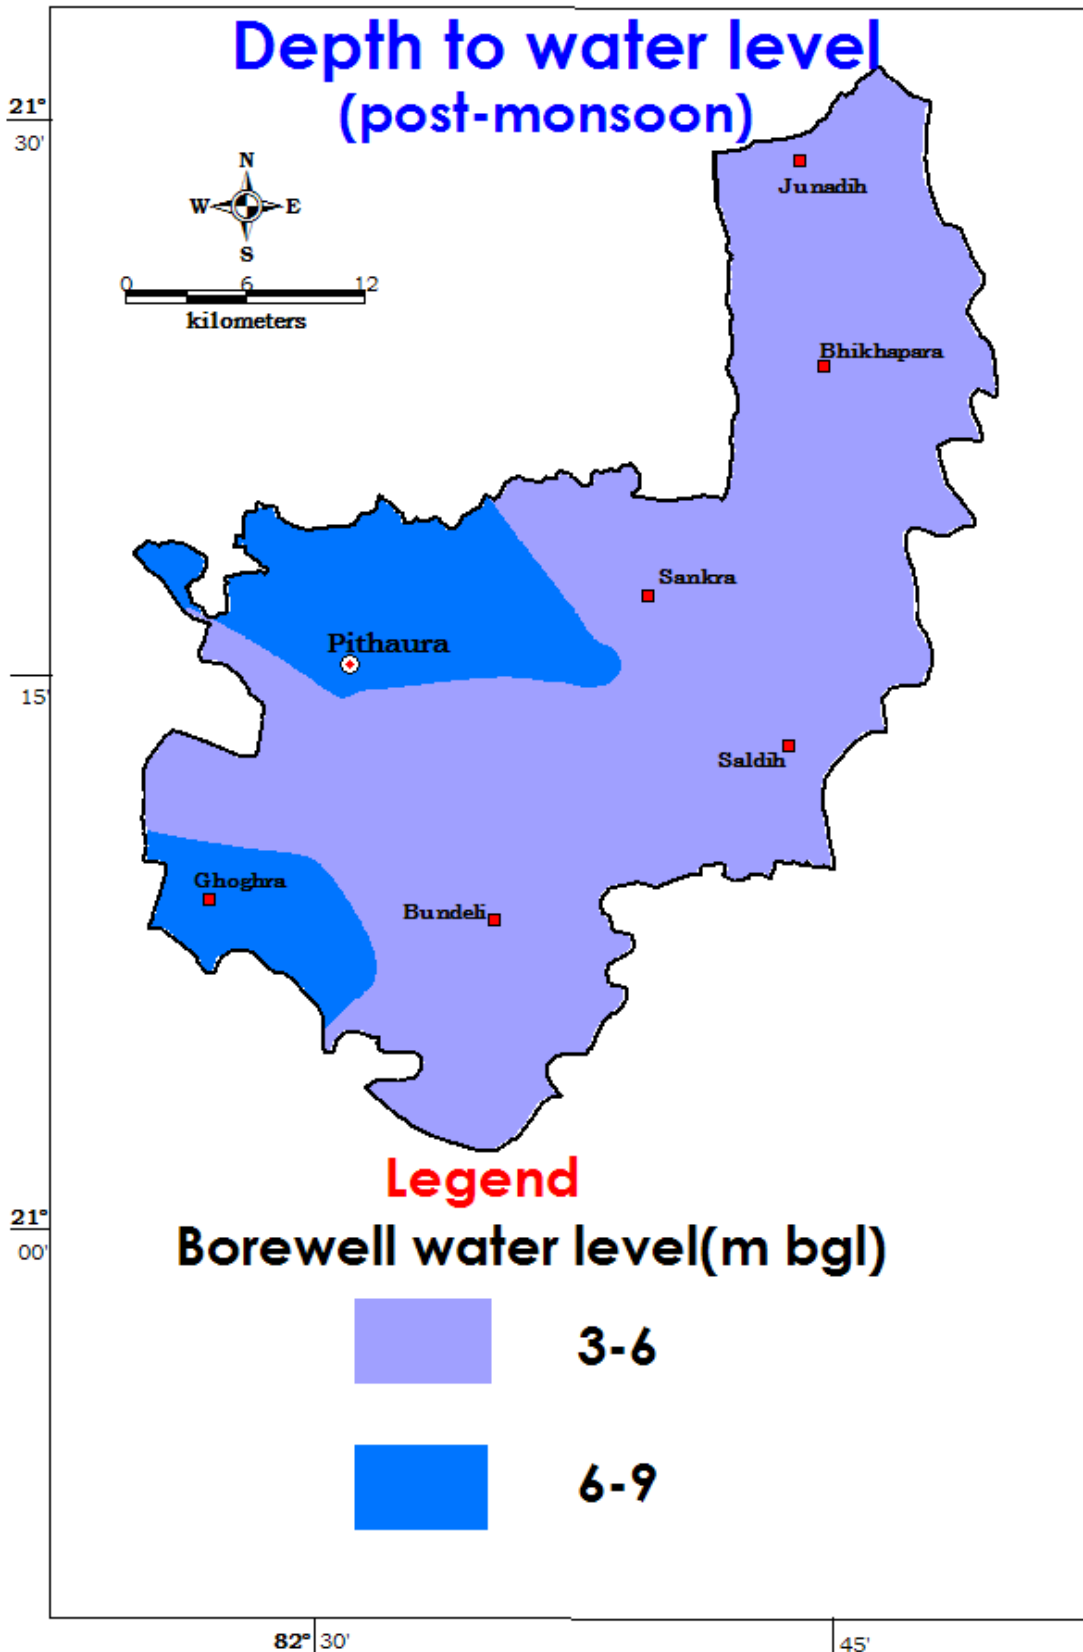 Depth to water level
(post-monsoon)
21°
30'
N
W E
S
0 6 12
kilometers
Junadih
Bhikhapara
Sankra
Pithaura
15'
Saldih
Ghoghra
Bundeli
Legend
21°
00'
Borewell water level(m bgl)
3-6
6-9
82° 30' 45'